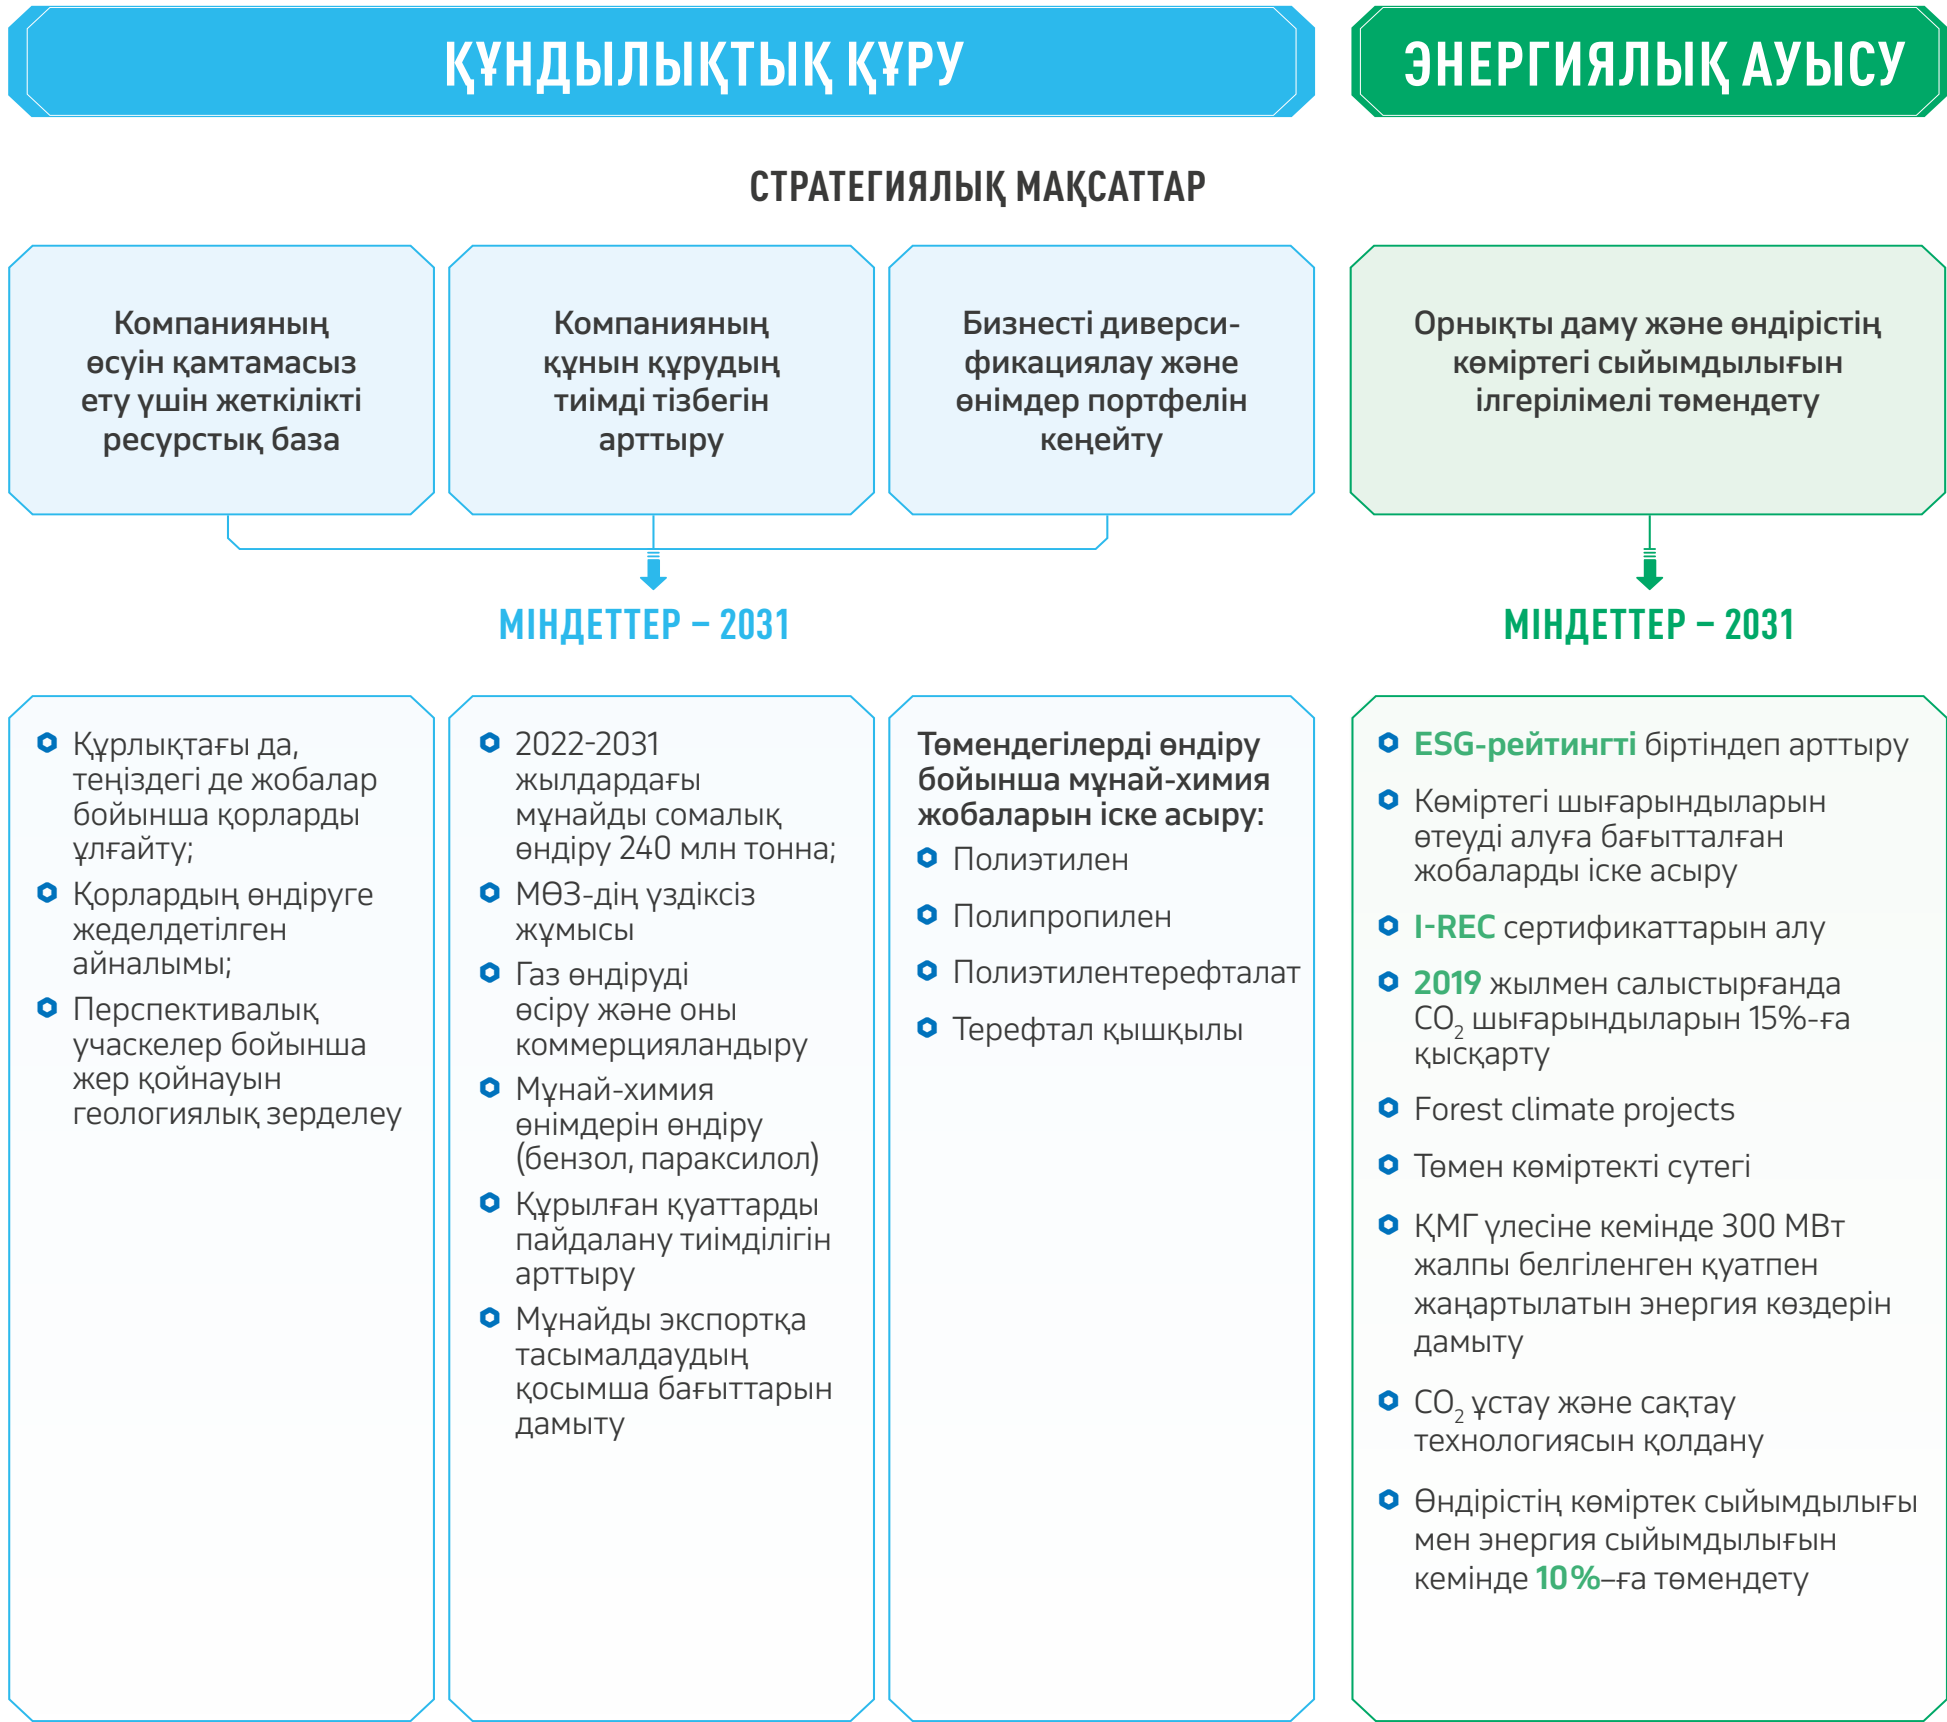 ҚҰНДЫЛЫҚТЫҚ ҚҰРУ
ЭНЕРГИЯЛЫҚ АУЫСУ
СТРАТЕГИЯЛЫҚ МАҚСАТТАР
Компанияның
өсуін қамтамасыз
ету үшін жеткілікті
ресурстық база
Компанияның
құнын құрудың
тиімді тізбегін
арттыру
Бизнесті диверси-
фикациялау және
өнімдер портфелін
кеңейту
Орнықты даму және өндірістің
көміртегі сыйымдылығын
ілгерілімелі төмендету
МІНДЕТТЕР – 2031
МІНДЕТТЕР – 2031
Құрлықтағы да,
теңіздегі де жобалар
бойынша қорларды
ұлғайту;
Қорлардың өндіруге
жеделдетілген
айналымы;
Перспективалық
учаскелер бойынша
жер қойнауын
геологиялық зерделеу
2022-2031
жылдардағы
мұнайды сомалық
өндіру 240 млн тонна;
МӨЗ-дің үздіксіз
жұмысы
Газ өндіруді
өсіру және оны
коммерцияландыру
Мұнай-химия
өнімдерін өндіру
(бензол, параксилол)
Құрылған қуаттарды
пайдалану тиімділігін
арттыру
Мұнайды экспортқа
тасымалдаудың
қосымша бағыттарын
дамыту
Төмендегілерді өндіру
бойынша мұнай-химия
жобаларын іске асыру:
Полиэтилен
Полипропилен
Полиэтилентерефталат
Терефтал қышқылы
ESG-рейтингті біртіндеп арттыру
Көміртегі шығарындыларын
өтеуді алуға бағытталған
жобаларды іске асыру
I-REC сертификаттарын алу
2019 жылмен салыстырғанда
CO₂ шығарындыларын 15%-ға
қысқарту
Forest climate projects
Төмен көміртекті сутегі
ҚМГ үлесіне кемінде 300 МВт
жалпы белгіленген қуатпен
жаңартылатын энергия көздерін
дамыту
CO₂ ұстау және сақтау
технологиясын қолдану
Өндірістің көміртек сыйымдылығы
мен энергия сыйымдылығын
кемінде 10%–ға төмендету